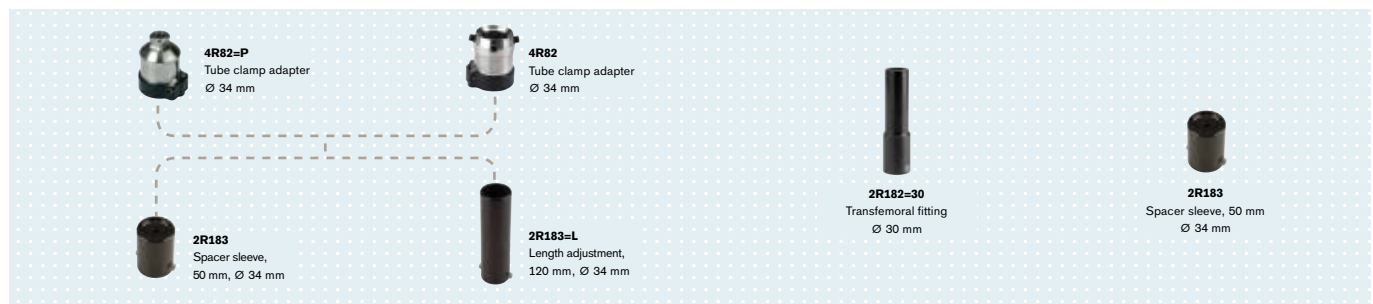 4R82=P
Tube clamp adapter
Ø 34 mm
4R82
Tube clamp adapter
Ø 34 mm
2R183
Spacer sleeve,
50 mm, Ø 34 mm
2R183=L
Length adjustment,
120 mm, Ø 34 mm
2R182=30
Transfemoral fitting
Ø 30 mm
2R183
Spacer sleeve, 50 mm
Ø 34 mm